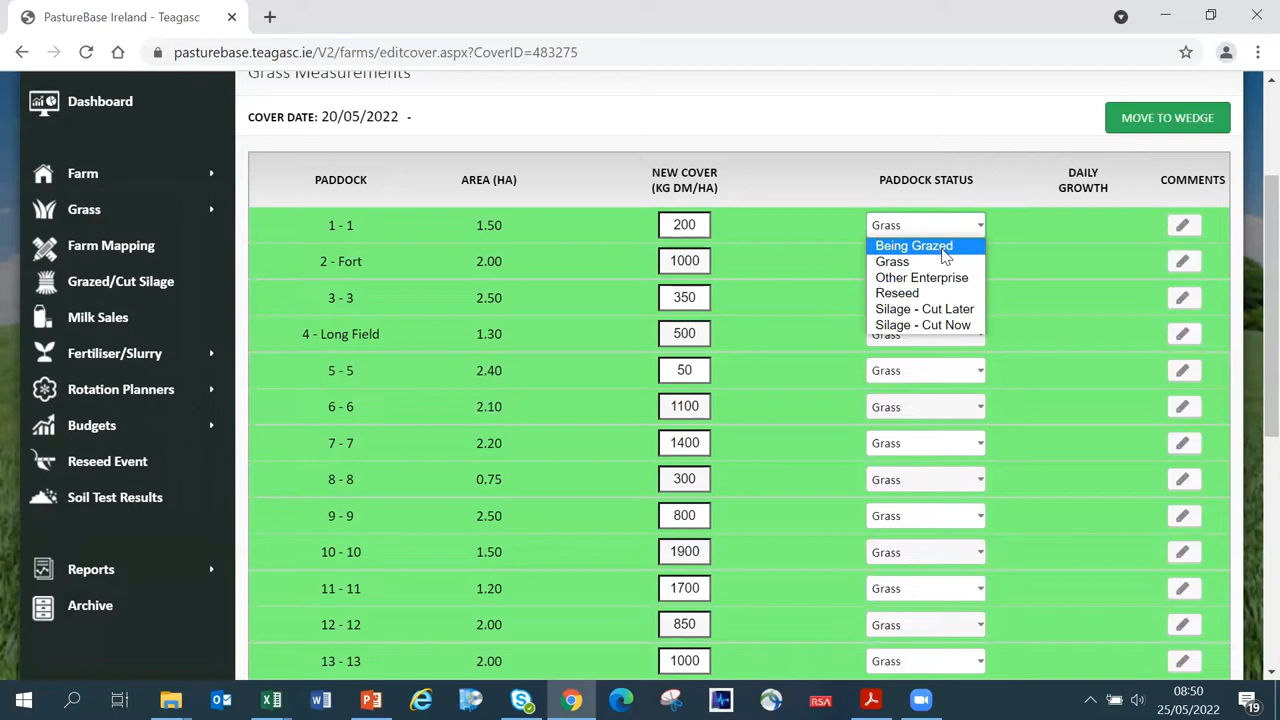 PastureBase Ireland - Teagasc
pasturebase.teagasc.ie/V2/farms/editcover.aspx?CoverID=483275
Grass Measurements
Dashboard
Farm
Grass
Farm Mapping
Grazed/Cut Silage
Milk Sales
Fertiliser/Slurry
Rotation Planners
Budgets
Reseed Event
Soil Test Results
Reports
Archive
COVER DATE: 20/05/2022 -
MOVE TO WEDGE
PADDOCK AREA (HA) NEW COVER (KG DM/HA) PADDOCK STATUS DAILY GROWTH COMMENTS
1 - 1 1.50 200 Grass
Being Grazed
Grass
Other Enterprise
Reseed
Silage - Cut Later
Silage - Cut Now
2 - Fort 2.00 1000
3 - 3 2.50 350
4 - Long Field 1.30 500 Grass
5 - 5 2.40 50 Grass
6 - 6 2.10 1100 Grass
7 - 7 2.20 1400 Grass
8 - 8 0.75 300 Grass
9 - 9 2.50 800 Grass
10 - 10 1.50 1900 Grass
11 - 11 1.20 1700 Grass
12 - 12 2.00 850 Grass
13 - 13 2.00 1000 Grass
RSA
08:50
25/05/2022
19